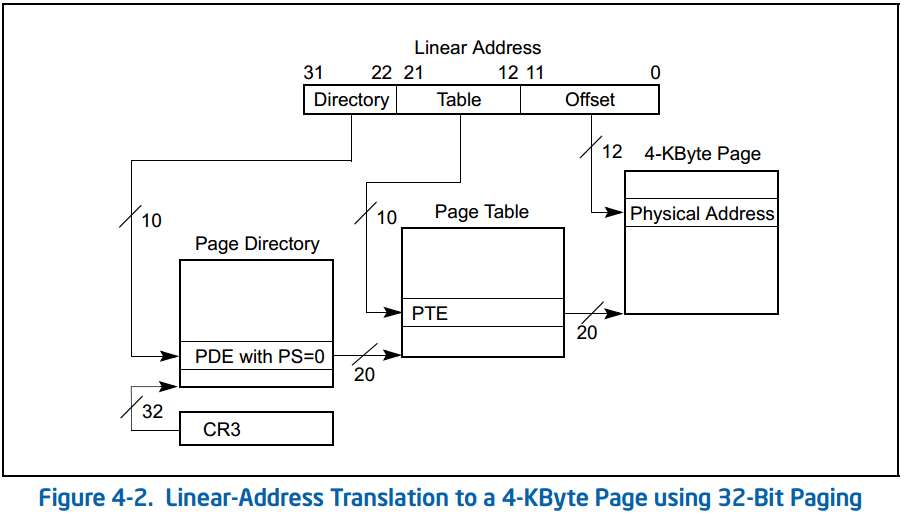 Linear Address
31 22 21 12 11 0
Directory Table Offset
12
4-KByte Page
Physical Address
10
10
Page Table
Page Directory
PTE
20
PDE with PS=0
20
32
CR3
Figure 4-2. Linear-Address Translation to a 4-KByte Page using 32-Bit Paging